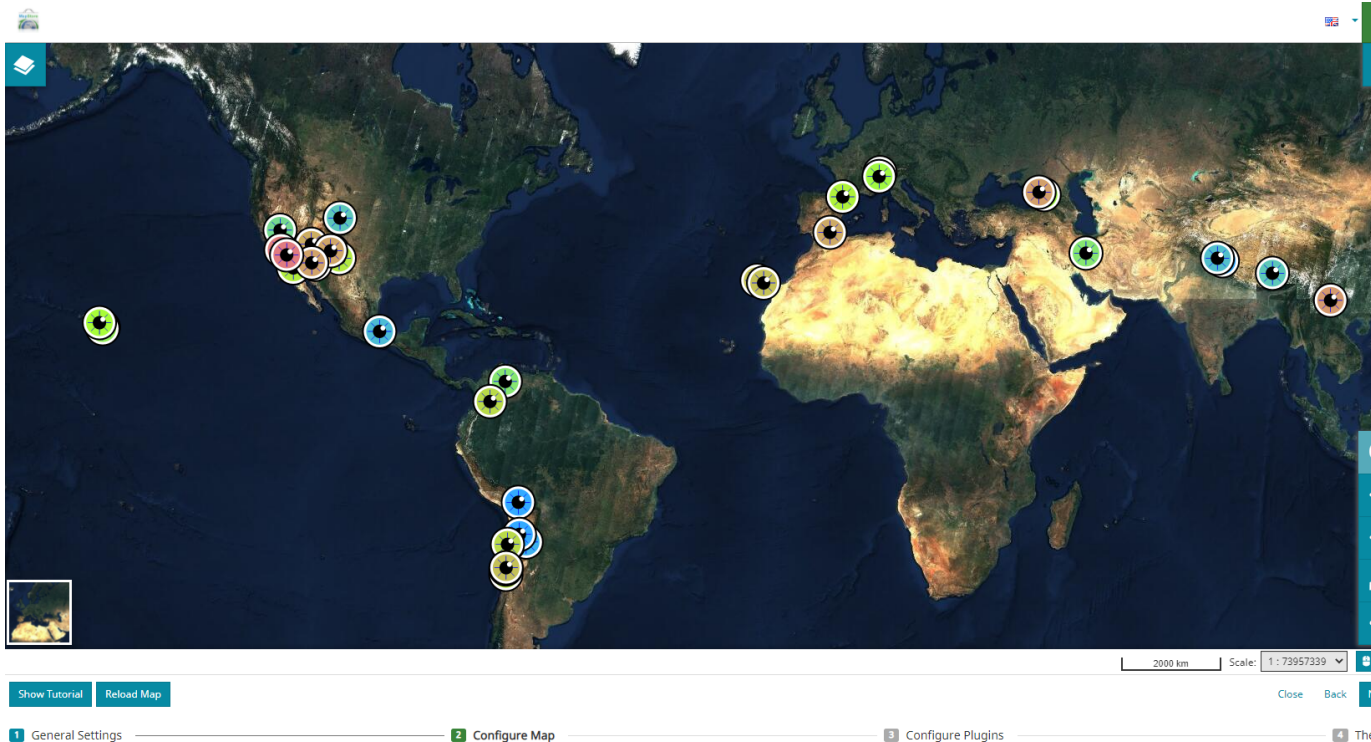 2000 km
Scale: 1 : 73957339
Show Tutorial
Reload Map
Close
Back
1 General Settings
2 Configure Map
3 Configure Plugins
4